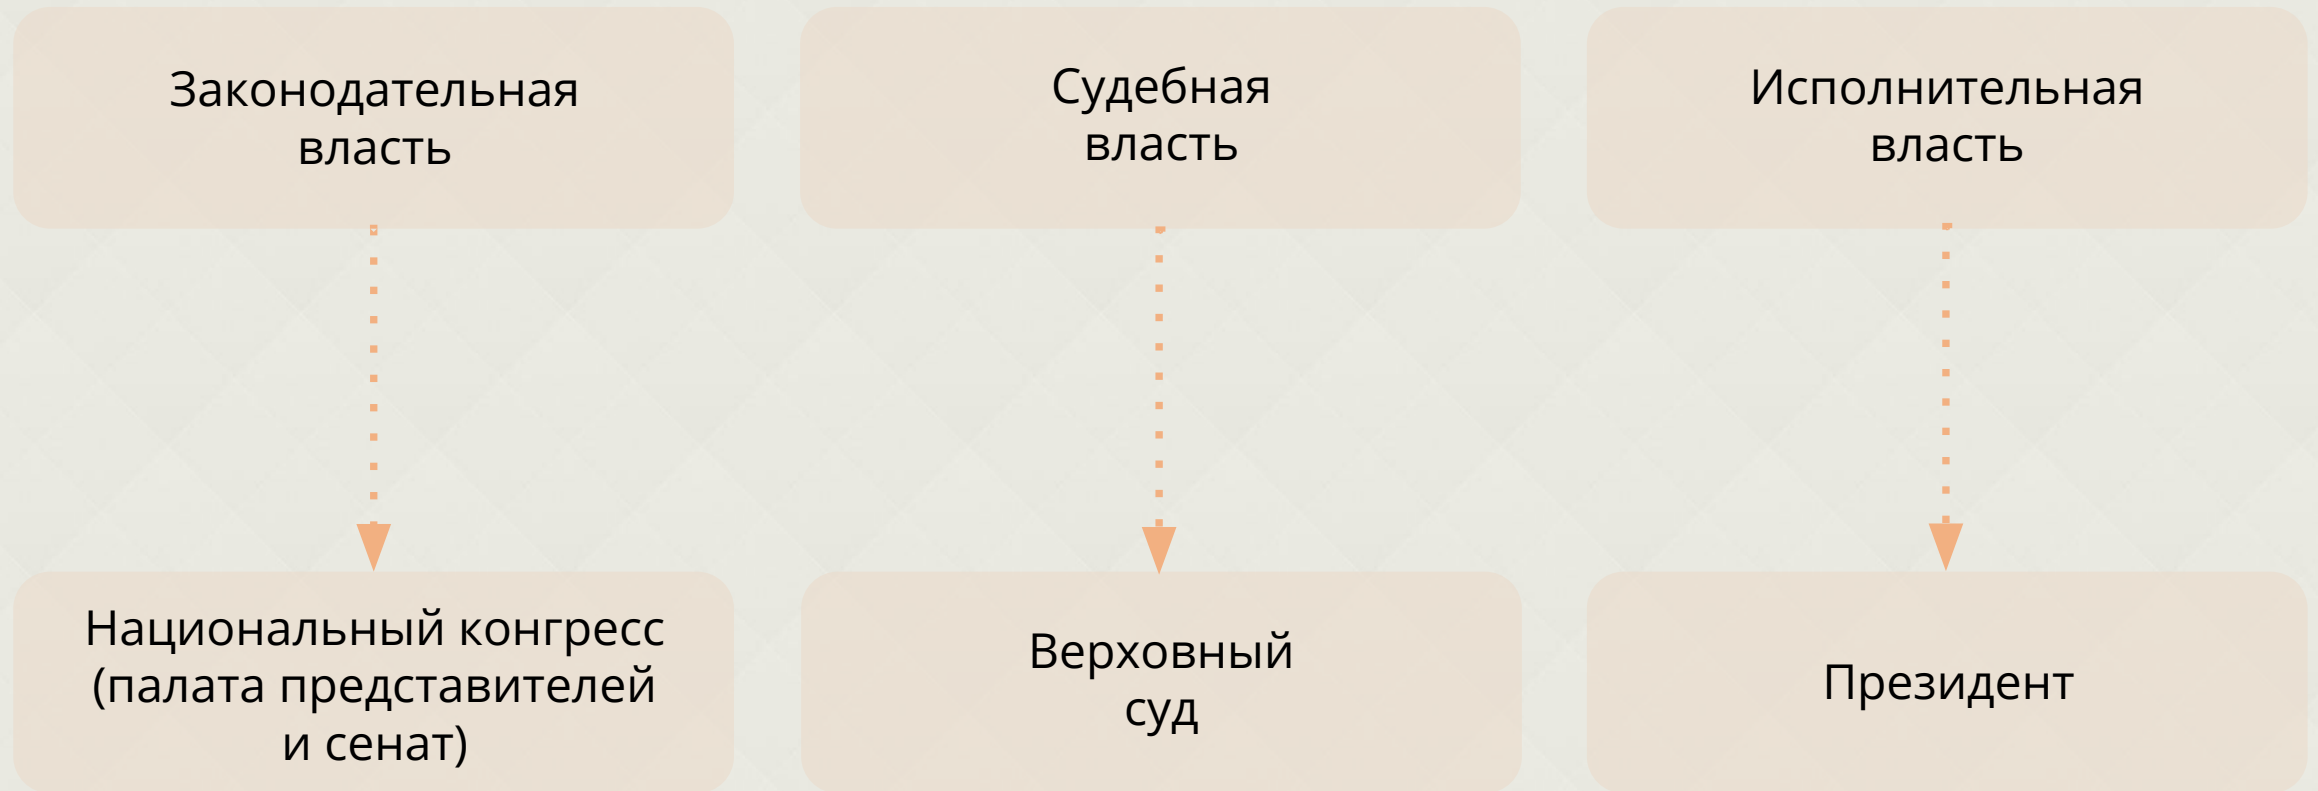 Законодательная
власть
Судебная
власть
Исполнительная
власть
Национальный конгресс
(палата представителей
и сенат)
Верховный
суд
Президент